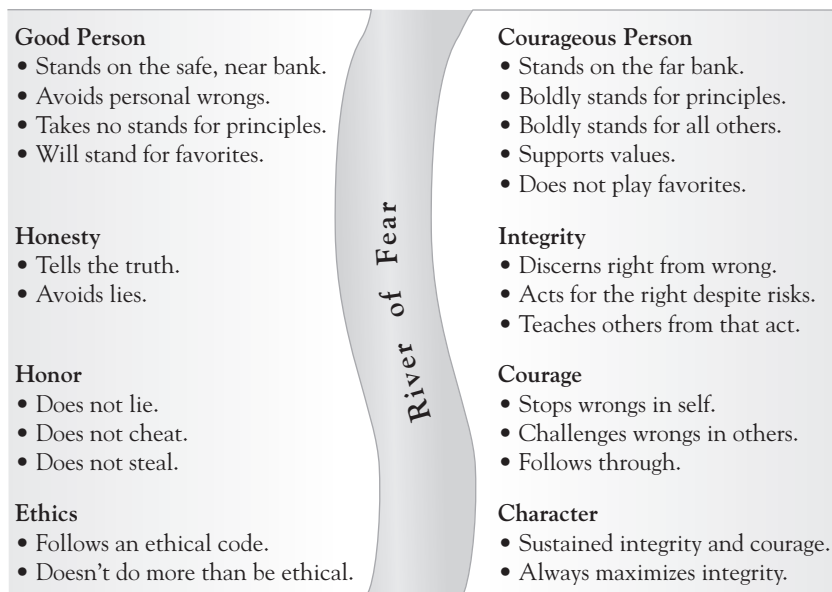 Good Person
• Stands on the safe, near bank.
• Avoids personal wrongs.
• Takes no stands for principles.
• Will stand for favorites.
Honesty
• Tells the truth.
• Avoids lies.
Honor
• Does not lie.
• Does not cheat.
• Does not steal.
Ethics
• Follows an ethical code.
• Doesn't do more than be ethical.
River of Fear
Courageous Person
• Stands on the far bank.
• Boldly stands for principles.
• Boldly stands for all others.
• Supports values.
• Does not play favorites.
Integrity
• Discerns right from wrong.
• Acts for the right despite risks.
• Teaches others from that act.
Courage
• Stops wrongs in self.
• Challenges wrongs in others.
• Follows through.
Character
• Sustained integrity and courage.
• Always maximizes integrity.